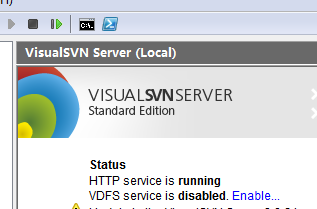 C:\_
VisualSVN Server (Local)
VISUALSVNSERVER
Standard Edition
Status
HTTP service is running
VDFS service is disabled. Enable...